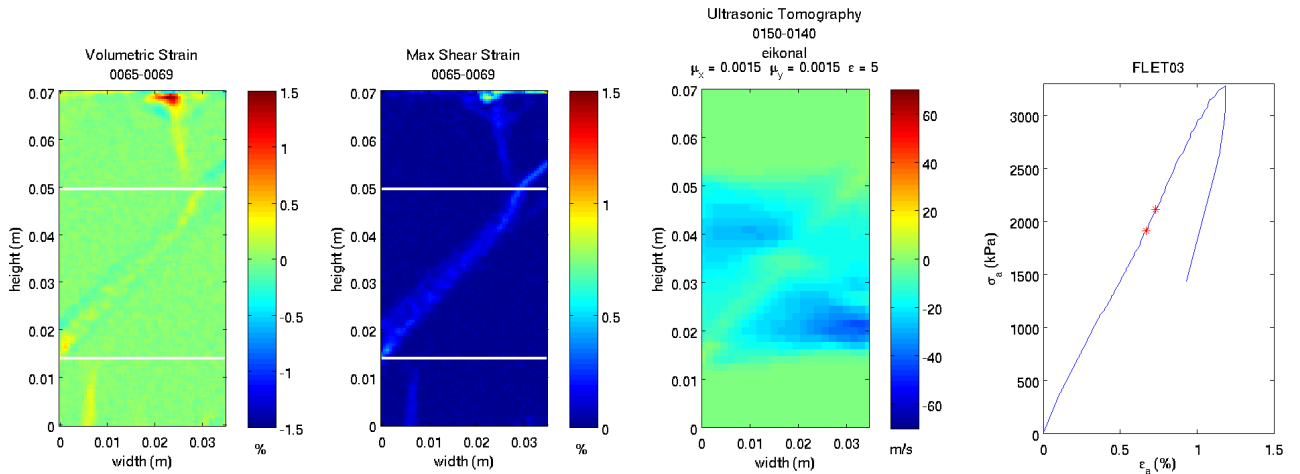 Volumetric Strain
0065-0069
0.07
0.06
0.05
0.04
0.03
0.02
0.01
0
height (m)
0 0.01 0.02 0.03
width (m)
1.5
1
0.5
0
-0.5
-1
-1.5
%
Max Shear Strain
0065-0069
0.07
0.06
0.05
0.04
0.03
0.02
0.01
0
height (m)
0 0.01 0.02 0.03
width (m)
1.5
1
0.5
0
%
Ultrasonic Tomography
0150-0140
eikonal
μx = 0.0015 μy = 0.0015 ε = 5
0.07
0.06
0.05
0.04
0.03
0.02
0.01
0
height (m)
0 0.01 0.02 0.03
width (m)
60
40
20
0
-20
-40
-60
m/s
FLET03
3000
2500
2000
1500
1000
500
0
σa (kPa)
0 0.5 1 1.5
εa (%)